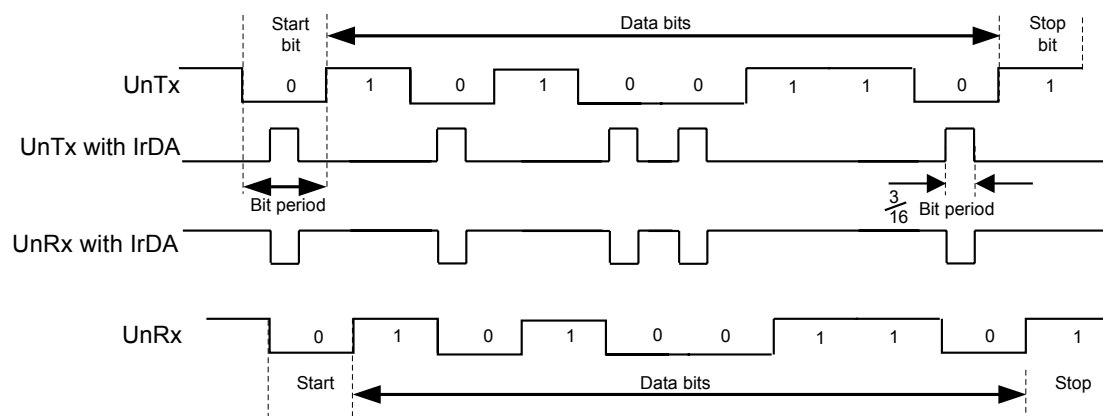 Start
bit
Data bits
Stop
bit
UnTx 0 1 0 1 0 0 1 1 0 1
UnTx with IrDA
Bit period
3/16 Bit period
UnRx with IrDA
UnRx 0 1 0 1 0 0 1 1 0 1
Start Data bits Stop